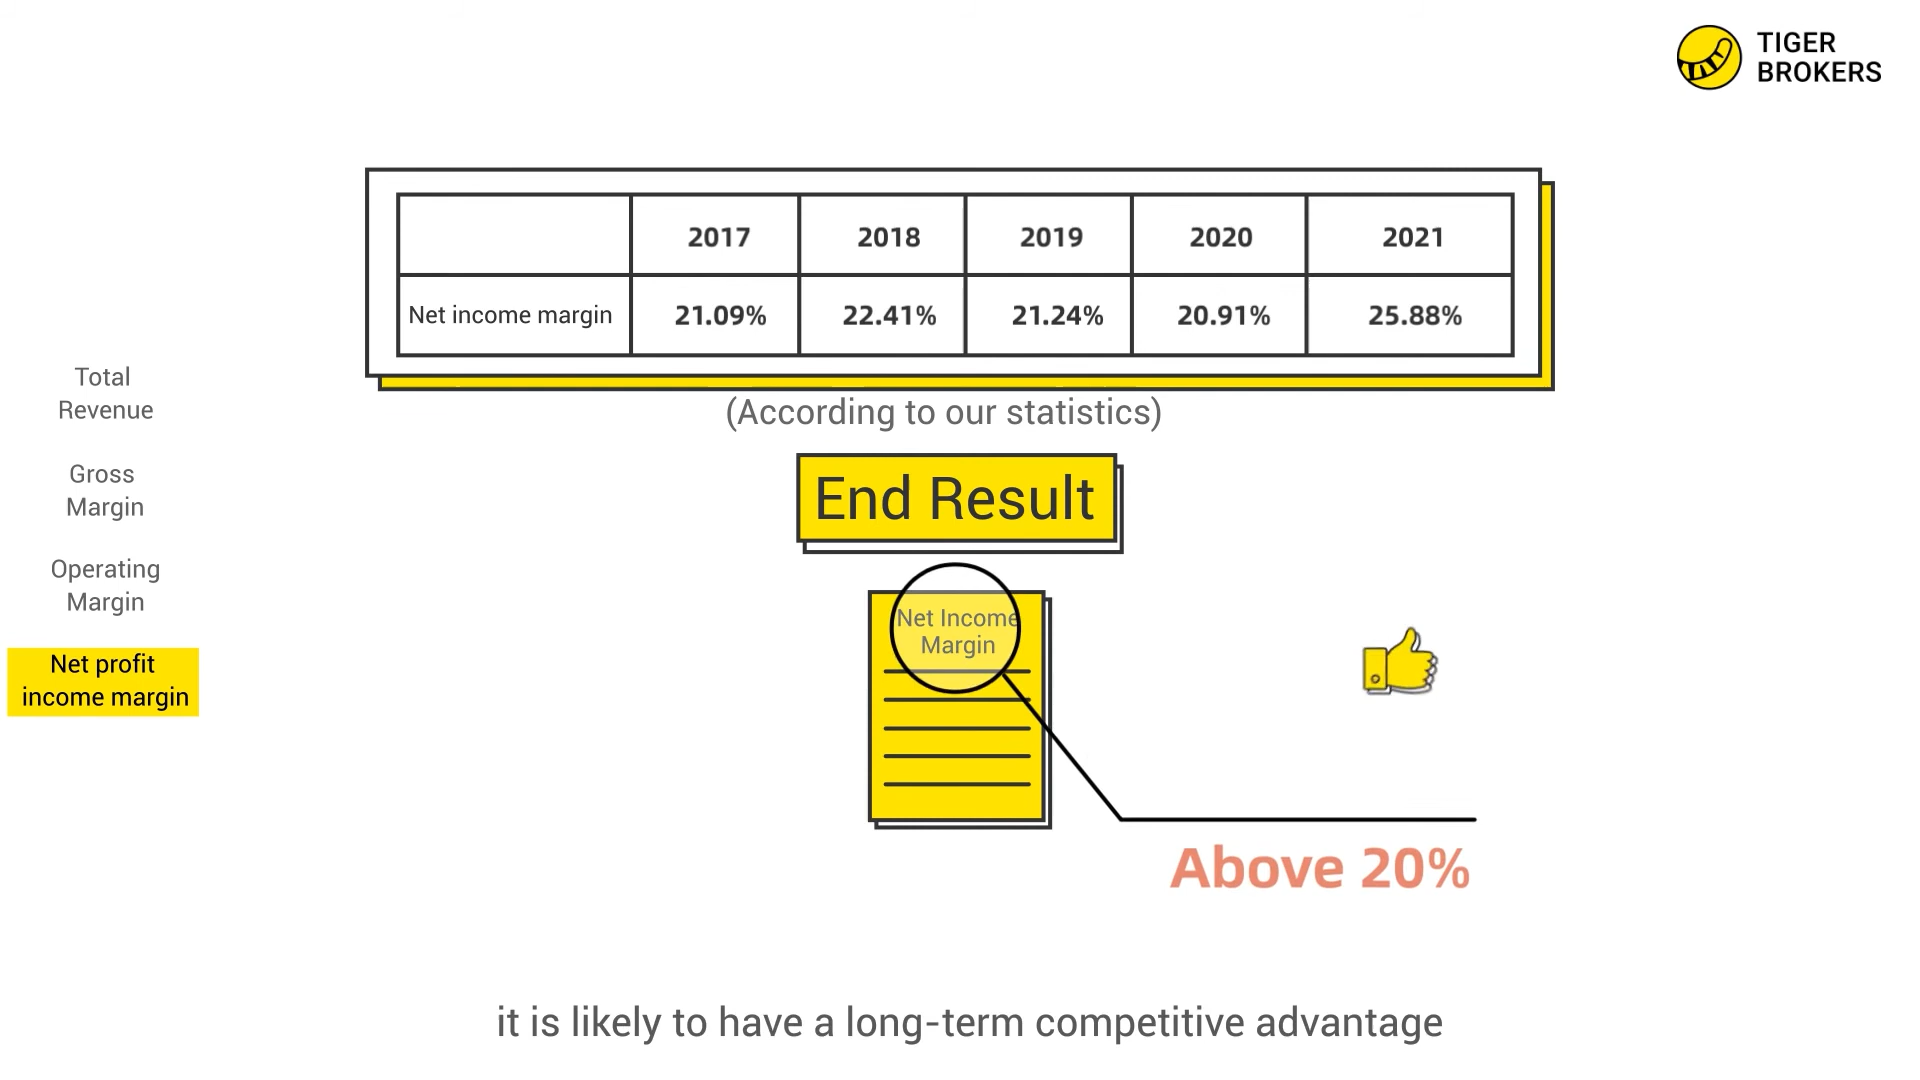 TIGER
BROKERS
2017 2018 2019 2020 2021
Net income margin 21.09% 22.41% 21.24% 20.91% 25.88%
(According to our statistics)
Total
Revenue
Gross
Margin
Operating
Margin
Net profit
income margin
End Result
Net Income
Margin
Above 20%
it is likely to have a long-term competitive advantage